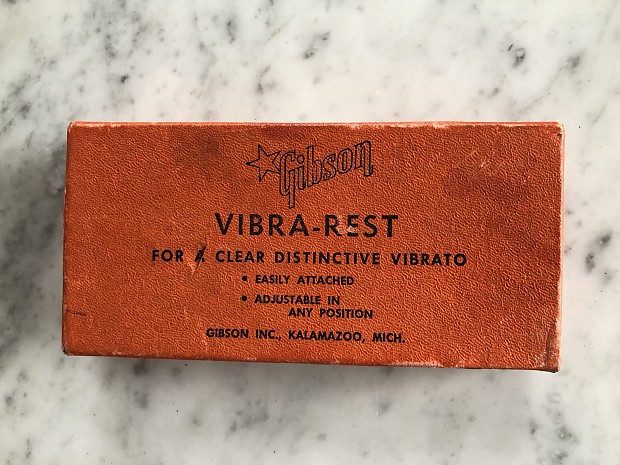 Gibson
VIBRA-REST
FOR A CLEAR DISTINCTIVE VIBRATO
• EASILY ATTACHED
• ADJUSTABLE IN
ANY POSITION
GIBSON INC., KALAMAZOO, MICH.